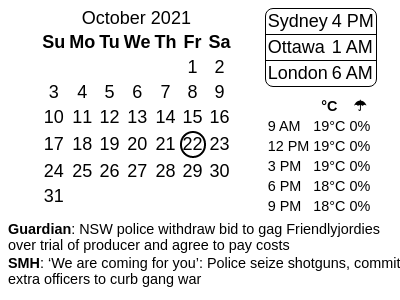 October 2021
Su Mo Tu We Th Fr Sa
1 2
3 4 5 6 7 8 9
10 11 12 13 14 15 16
17 18 19 20 21 22 23
24 25 26 27 28 29 30
31
Sydney 4 PM
Ottawa 1 AM
London 6 AM
°C ☂
9 AM 19°C 0%
12 PM 19°C 0%
3 PM 19°C 0%
6 PM 18°C 0%
9 PM 18°C 0%
Guardian: NSW police withdraw bid to gag Friendlyjordies
over trial of producer and agree to pay costs
SMH: ‘We are coming for you’: Police seize shotguns, commit
extra officers to curb gang war